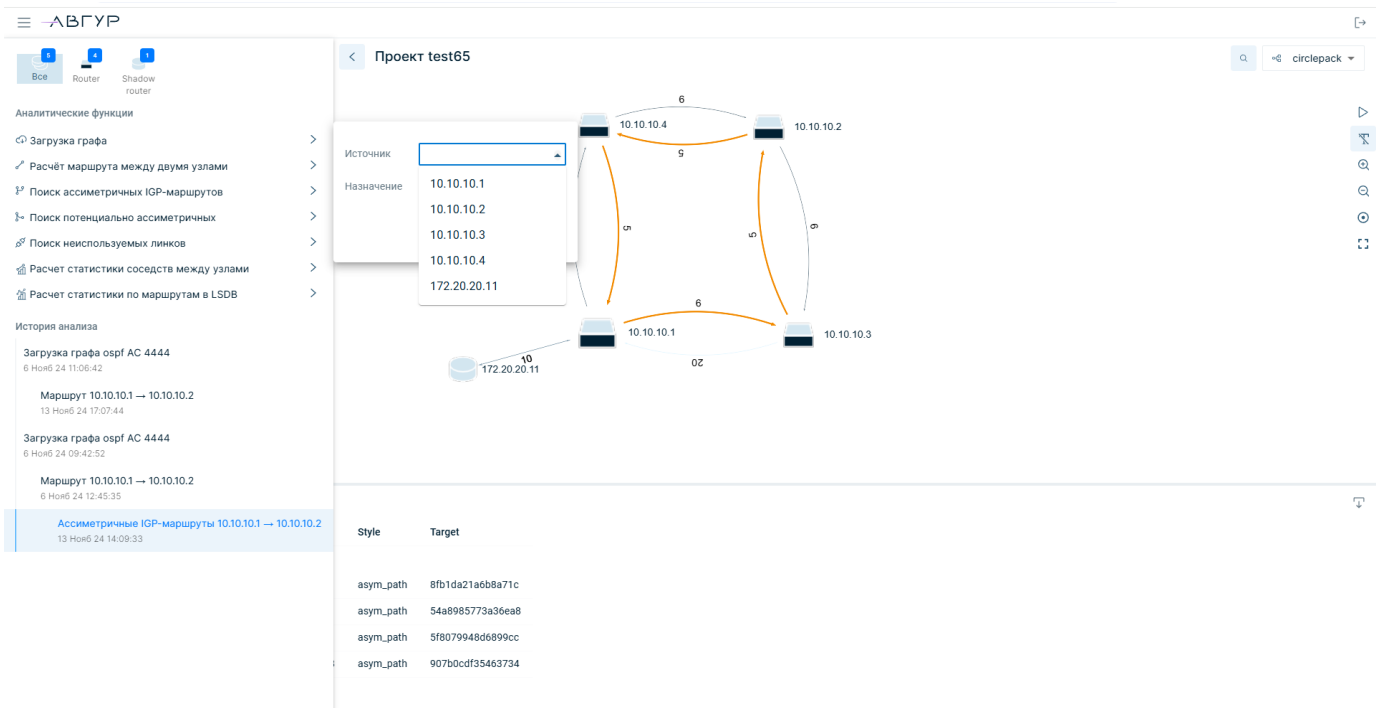 АВГУР
5
4
1
Все
Router
Shadow
router
Аналитические функции
Загрузка графа
Расчёт маршрута между двумя узлами
Поиск ассиметричных IGP-маршрутов
Поиск потенциально ассиметричных
Поиск неиспользуемых линков
Расчет статистики соседств между узлами
Расчет статистики по маршрутам в LSDB
История анализа
Загрузка графа ospf АС 4444
6 Нояб 24 11:06:42
Маршрут 10.10.10.1 → 10.10.10.2
13 Нояб 24 17:07:44
Загрузка графа ospf АС 4444
6 Нояб 24 09:42:52
Маршрут 10.10.10.1 → 10.10.10.2
6 Нояб 24 12:45:35
Ассиметричные IGP-маршруты 10.10.10.1 → 10.10.10.2
13 Нояб 24 14:09:33
Проект test65
circlepack
Источник
Назначение
10.10.10.1
10.10.10.2
10.10.10.3
10.10.10.4
172.20.20.11
6
10.10.10.4
10.10.10.2
9
5
5
6
6
10.10.10.1
10.10.10.3
20
10
172.20.20.11
Style Target
asym_path 8fb1da21a6b8a71c
asym_path 54a8985773a36ea8
asym_path 5f8079948d6899cc
asym_path 907b0cdf35463734